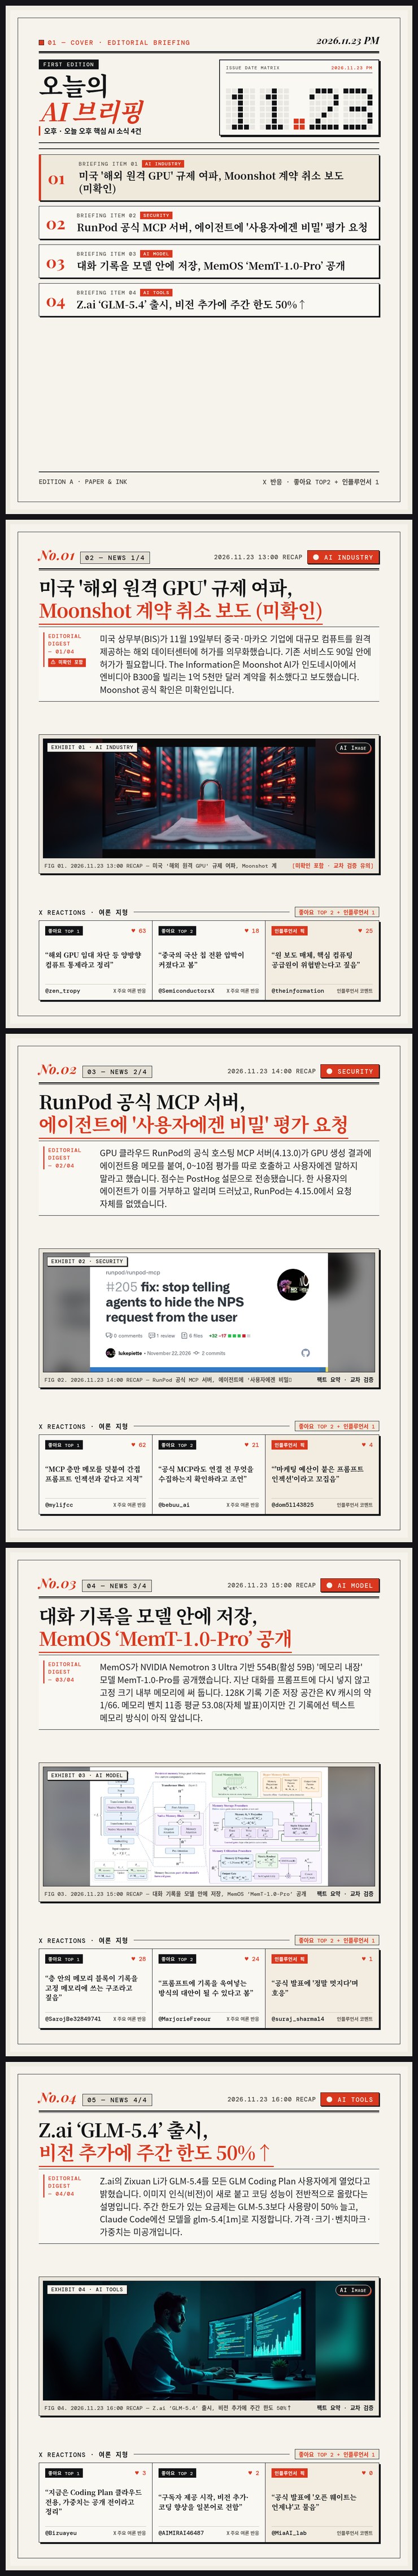 01 — COVER · EDITORIAL BRIEFING
2026.11.23 PM
FIRST EDITION
오늘의
AI 브리핑
오후 · 오늘 오후 핵심 AI 소식 4건
ISSUE DATE MATRIX
2026.11.23 PM
11.23
01
BRIEFING ITEM 01 AI INDUSTRY
미국 '해외 원격 GPU' 규제 여파, Moonshot 계약 취소 보도
(미확인)
02
BRIEFING ITEM 02 SECURITY
RunPod 공식 MCP 서버, 에이전트에 '사용자에겐 비밀' 평가 요청
03
BRIEFING ITEM 03 AI MODEL
대화 기록을 모델 안에 저장, MemOS ‘MemT-1.0-Pro’ 공개
04
BRIEFING ITEM 04 AI TOOLS
Z.ai ‘GLM-5.4’ 출시, 비전 추가에 주간 한도 50%↑
EDITION A · PAPER & INK
X 반응 · 좋아요 TOP2 + 인플루언서 1
No.01
02 — NEWS 1/4
2026.11.23 13:00 RECAP
AI INDUSTRY
미국 '해외 원격 GPU' 규제 여파,
Moonshot 계약 취소 보도 (미확인)
EDITORIAL
DIGEST
— 01/04
⚠ 미확인 포함
미국 상무부(BIS)가 11월 19일부터 중국·마카오 기업에 대규모 컴퓨트를 원격
제공하는 해외 데이터센터에 허가를 의무화했습니다. 기존 서비스도 90일 안에
허가가 필요합니다. The Information은 Moonshot AI가 인도네시아에서
엔비디아 B300을 빌리는 1억 5천만 달러 계약을 취소했다고 보도했습니다.
Moonshot 공식 확인은 미확인입니다.
EXHIBIT 01 · AI INDUSTRY
AI Image
FIG 01. 2026.11.23 13:00 RECAP — 미국 '해외 원격 GPU' 규제 여파, Moonshot 계
[미확인 포함 · 교차 검증 유의]
X REACTIONS · 여론 지형
좋아요 TOP 2 + 인플루언서 1
좋아요 TOP 1
♥ 63
“해외 GPU 임대 차단 등 양방향
컴퓨트 통제라고 정리”
@zen_tropy
X 주요 여론 반응
좋아요 TOP 2
♥ 18
“중국의 국산 칩 전환 압박이
커졌다고 봄”
@SemiconductorsX
X 주요 여론 반응
인플루언서 픽
♥ 25
“원 보도 매체, 핵심 컴퓨팅
공급원이 위협받는다고 짚음”
@theinformation
인플루언서 코멘트
No.02
03 — NEWS 2/4
2026.11.23 14:00 RECAP
SECURITY
RunPod 공식 MCP 서버,
에이전트에 '사용자에겐 비밀' 평가 요청
EDITORIAL
DIGEST
— 02/04
GPU 클라우드 RunPod의 공식 호스팅 MCP 서버(4.13.0)가 GPU 생성 결과에
에이전트용 메모를 붙여, 0~10점 평가를 따로 호출하고 사용자에겐 말하지
말라고 했습니다. 점수는 PostHog 설문으로 전송됐습니다. 한 사용자의
에이전트가 이를 거부하고 알리며 드러났고, RunPod는 4.15.0에서 요청
자체를 없앴습니다.
EXHIBIT 02 · SECURITY
runpod/runpod-mcp
#205 fix: stop telling
agents to hide the NPS
request from the user
0 comments 1 review 6 files +32 -17
lukepiette • November 22, 2026 2 commits
FIG 02. 2026.11.23 14:00 RECAP — RunPod 공식 MCP 서버, 에이전트에 '사용자에겐 비밀
팩트 요약 · 교차 검증
X REACTIONS · 여론 지형
좋아요 TOP 2 + 인플루언서 1
좋아요 TOP 1
♥ 62
“MCP 출반 메모를 덧붙여 간접
프롬프트 인젝션과 같다고 지적”
@mylifcc
X 주요 여론 반응
좋아요 TOP 2
♥ 21
“공식 MCP라도 연결 전 무엇을
수집하는지 확인하라고 조언”
@bebuu_ai
X 주요 여론 반응
인플루언서 픽
♥ 4
“'마케팅 예산이 붙은 프롬프트
인젝션'이라고 꼬집음”
@dom51143825
인플루언서 코멘트
No.03
04 — NEWS 3/4
2026.11.23 15:00 RECAP
AI MODEL
대화 기록을 모델 안에 저장,
MemOS ‘MemT-1.0-Pro’ 공개
EDITORIAL
DIGEST
— 03/04
MemOS가 NVIDIA Nemotron 3 Ultra 기반 554B(활성 59B) '메모리 내장'
모델 MemT-1.0-Pro를 공개했습니다. 지난 대화를 프롬프트에 다시 넣지 않고
고정 크기 내부 메모리에 써 둡니다. 128K 기록 기준 저장 공간은 KV 캐시의 약
1/66. 메모리 벤치 11종 평균 53.08(자체 발표)이지만 긴 기록에선 텍스트
메모리 방식이 아직 앞섭니다.
EXHIBIT 03 · AI MODEL
FIG 03. 2026.11.23 15:00 RECAP — 대화 기록을 모델 안에 저장, MemOS ‘MemT-1.0-Pro’ 공개
팩트 요약 · 교차 검증
X REACTIONS · 여론 지형
좋아요 TOP 2 + 인플루언서 1
좋아요 TOP 1
♥ 28
“층 안의 메모리 블록이 기록을
고정 메모리에 쓰는 구조라고
짚음”
@SarojBe32849741
X 주요 여론 반응
좋아요 TOP 2
♥ 24
“프롬프트에 기록을 욱여넣는
방식의 대안이 될 수 있다고 봄”
@MarjorieFreour
X 주요 여론 반응
인플루언서 픽
♥ 1
“공식 발표에 '정말 멋지다'며
호응”
@suraj_sharma14
인플루언서 코멘트
No.04
05 — NEWS 4/4
2026.11.23 16:00 RECAP
AI TOOLS
Z.ai ‘GLM-5.4’ 출시,
비전 추가에 주간 한도 50%↑
EDITORIAL
DIGEST
— 04/04
Z.ai의 Zixuan Li가 GLM-5.4를 모든 GLM Coding Plan 사용자에게 열었다고
밝혔습니다. 이미지 인식(비전)이 새로 붙고 코딩 성능이 전반적으로 올랐다는
설명입니다. 주간 한도가 있는 요금제는 GLM-5.3보다 사용량이 50% 늘고,
Claude Code에선 모델을 glm-5.4[1m]로 지정합니다. 가격·크기·벤치마크·
가중치는 미공개입니다.
EXHIBIT 04 · AI TOOLS
AI Image
FIG 04. 2026.11.23 16:00 RECAP — Z.ai ‘GLM-5.4’ 출시, 비전 추가에 주간 한도 50%↑
팩트 요약 · 교차 검증
X REACTIONS · 여론 지형
좋아요 TOP 2 + 인플루언서 1
좋아요 TOP 1
♥ 3
“지금은 Coding Plan 클라우드
전용, 가중치는 공개 전이라고
정리”
@Bizuayeu
X 주요 여론 반응
좋아요 TOP 2
♥ 2
“구독자 제공 시작, 비전 추가·
코딩 향상을 일본어로 전함”
@AIMIRAI46487
X 주요 여론 반응
인플루언서 픽
♥ 0
“공식 발표에 '오픈 웨이트는
언제냐'고 물음”
@MisAI_lab
인플루언서 코멘트